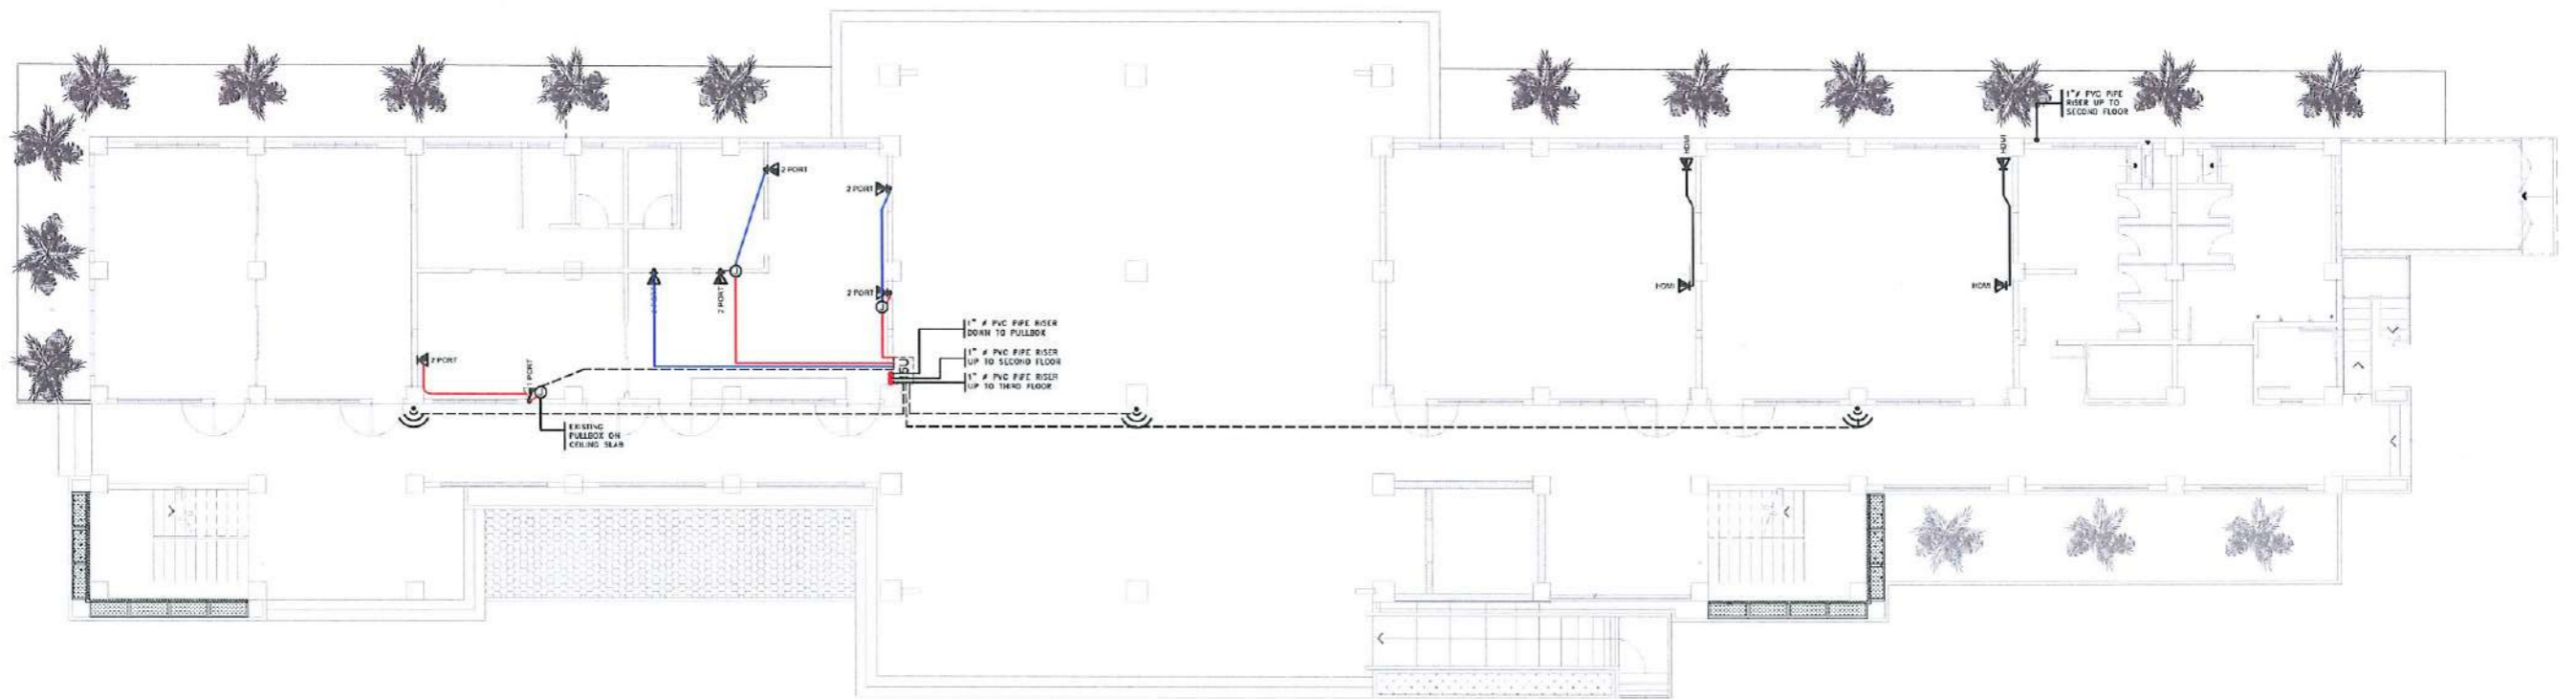 1" ø PVC PIPE
RISER UP TO
SECOND FLOOR
HDMI
HDMI
2 PORT
2 PORT
2 PORT
2 PORT
2 PORT
HDMI
HDMI
1" ø PVC PIPE RISER
DOWN TO PULLBOX
1" ø PVC PIPE RISER
UP TO SECOND FLOOR
1" ø PVC PIPE RISER
UP TO THIRD FLOOR
2 PORT
1 PORT
J
J
J
EXISTING
PULLBOX ON
CEILING SLAB